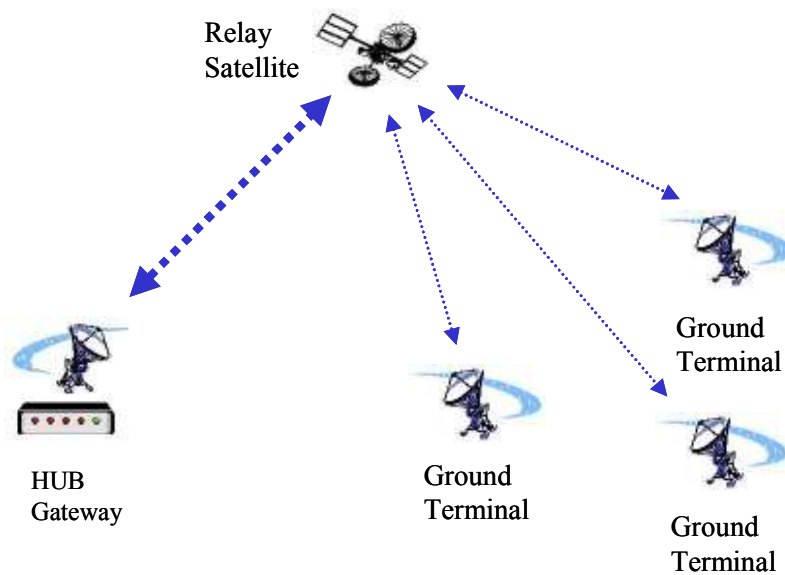 Relay
Satellite
Ground
Terminal
HUB
Gateway
Ground
Terminal
Ground
Terminal